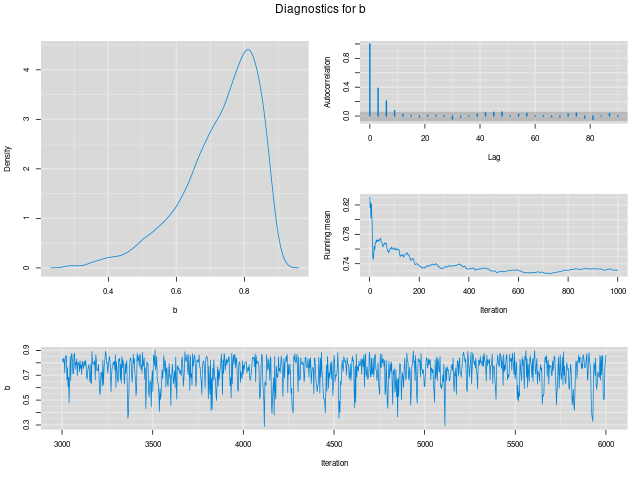 Diagnostics for b
Density
0 1 2 3 4
0.4 0.6 0.8
b
Autocorrelation
0.0 0.4 0.8
0 20 40 60 80
Lag
Running mean
0.74 0.78 0.82
0 200 400 600 800 1000
Iteration
b
0.3 0.5 0.7 0.9
3000 3500 4000 4500 5000 5500 6000
Iteration